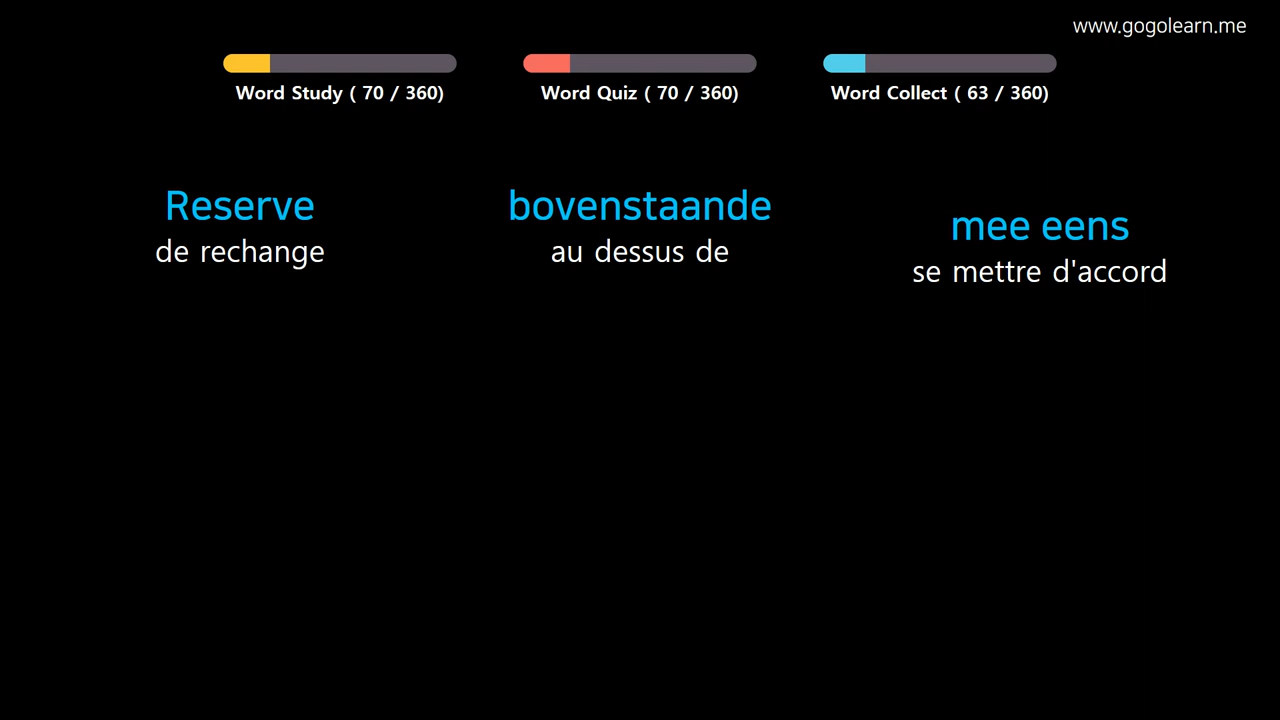 www.gogolearn.me
Word Study ( 70 / 360)
Word Quiz ( 70 / 360)
Word Collect ( 63 / 360)
Reserve
de rechange
bovenstaande
au dessus de
mee eens
se mettre d'accord